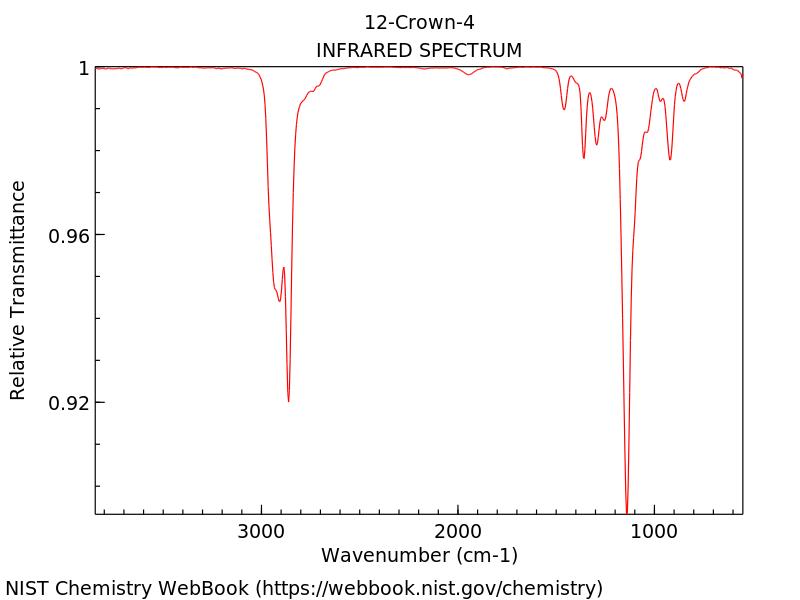 12-Crown-4
INFRARED SPECTRUM
1
0.96
0.92
Relative Transmittance
3000
2000
1000
Wavenumber (cm-1)
NIST Chemistry WebBook (https://webbook.nist.gov/chemistry)